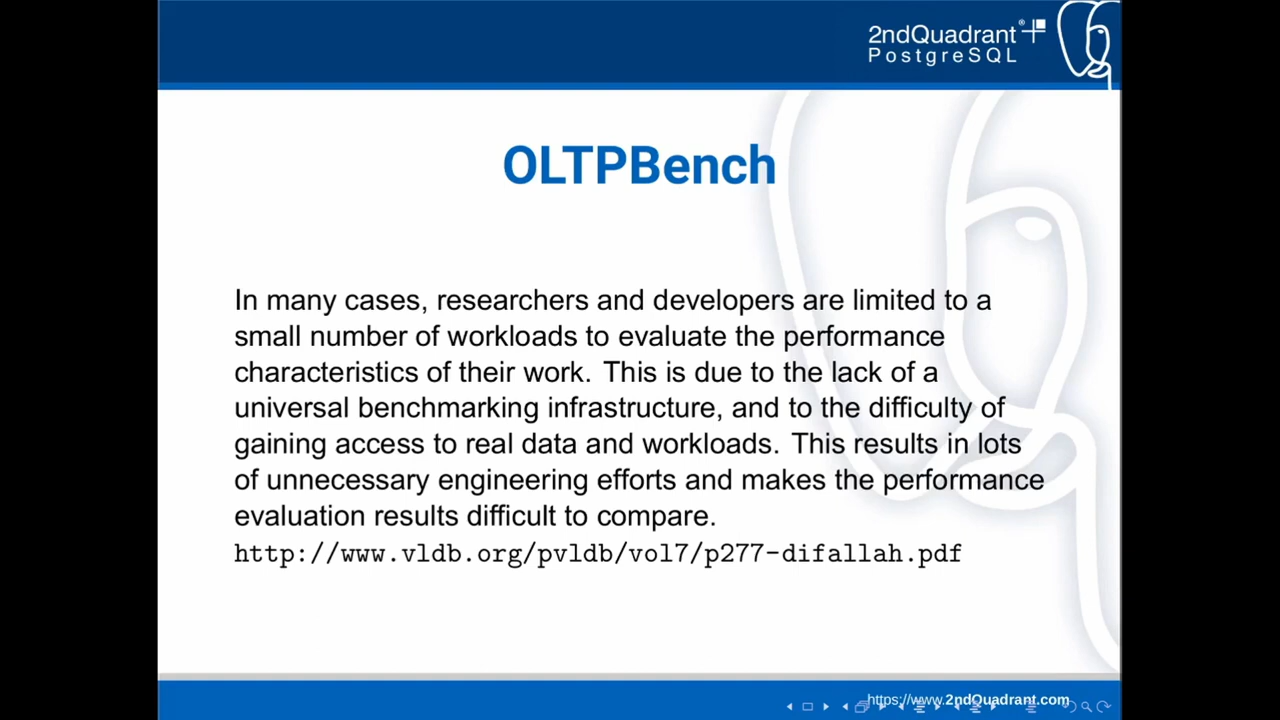 2ndQuadrant®
PostgreSQL
OLTPBench
In many cases, researchers and developers are limited to a
small number of workloads to evaluate the performance
characteristics of their work. This is due to the lack of a
universal benchmarking infrastructure, and to the difficulty of
gaining access to real data and workloads. This results in lots
of unnecessary engineering efforts and makes the performance
evaluation results difficult to compare.
http://www.vldb.org/pvldb/vol7/p277-difallah.pdf
https://www.2ndQuadrant.com